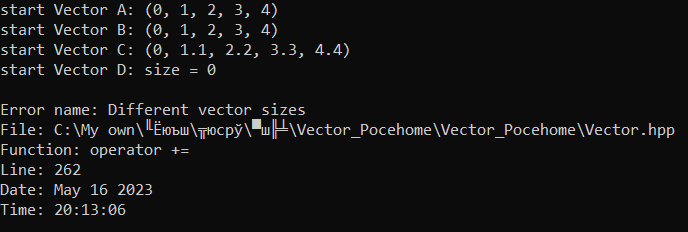 start Vector A: (0, 1, 2, 3, 4)
start Vector B: (0, 1, 2, 3, 4)
start Vector C: (0, 1.1, 2.2, 3.3, 4.4)
start Vector D: size = 0
Error name: Different vector sizes
File: C:\My own\╙Ёюъш\╦юсрў\▀ш╠╩\Vector_Pocehome\Vector_Pocehome\Vector.hpp
Function: operator +=
Line: 262
Date: May 16 2023
Time: 20:13:06